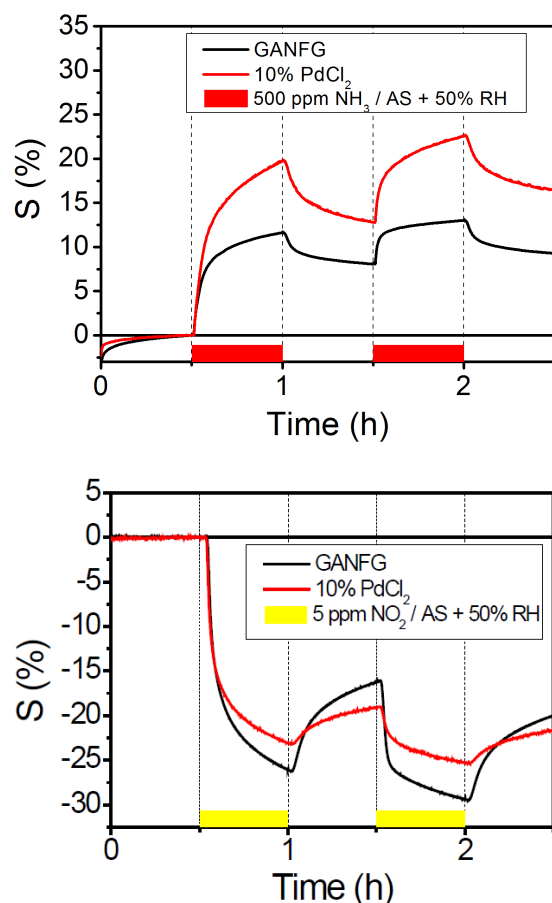 35
30
25
20
15
10
5
0
S (%)
GANFG
10% PdCl₂
500 ppm NH₃ / AS + 50% RH
0 1 2
Time (h)
5
0
-5
-10
-15
-20
-25
-30
S (%)
GANFG
10% PdCl₂
5 ppm NO₂ / AS + 50% RH
0 1 2
Time (h)